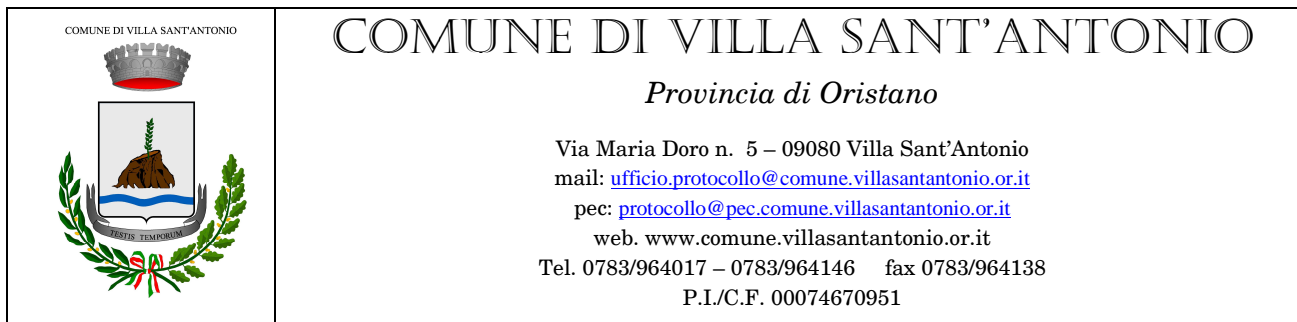 COMUNE DI VILLA SANT'ANTONIO
TESTIS TEMPORUM
COMUNE DI VILLA SANT’ANTONIO
Provincia di Oristano
Via Maria Doro n. 5 – 09080 Villa Sant’Antonio
mail: ufficio.protocollo@comune.villasantantonio.or.it
pec: protocollo@pec.comune.villasantantonio.or.it
web. www.comune.villasantantonio.or.it
Tel. 0783/964017 – 0783/964146 fax 0783/964138
P.I./C.F. 00074670951